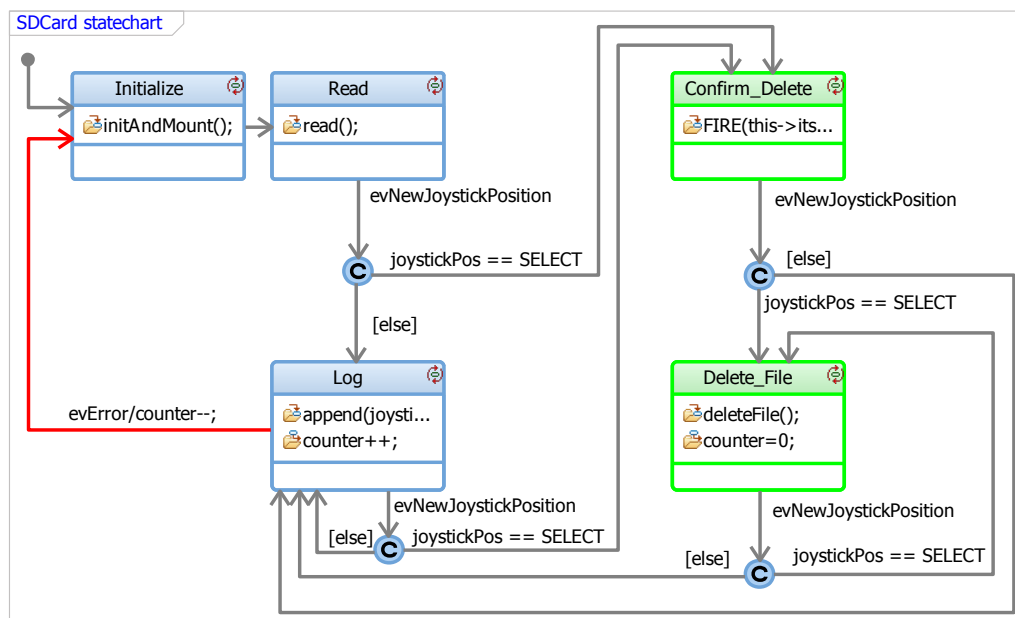 SDCard statechart
Initialize
initAndMount();
Read
read();
Confirm_Delete
FIRE(this->its...
evNewJoystickPosition
evNewJoystickPosition
C
joystickPos == SELECT
C
[else]
joystickPos == SELECT
[else]
Log
append(joysti...
counter++;
Delete_File
deleteFile();
counter=0;
evError/counter--;
evNewJoystickPosition
evNewJoystickPosition
[else]
C
joystickPos == SELECT
[else]
C
joystickPos == SELECT